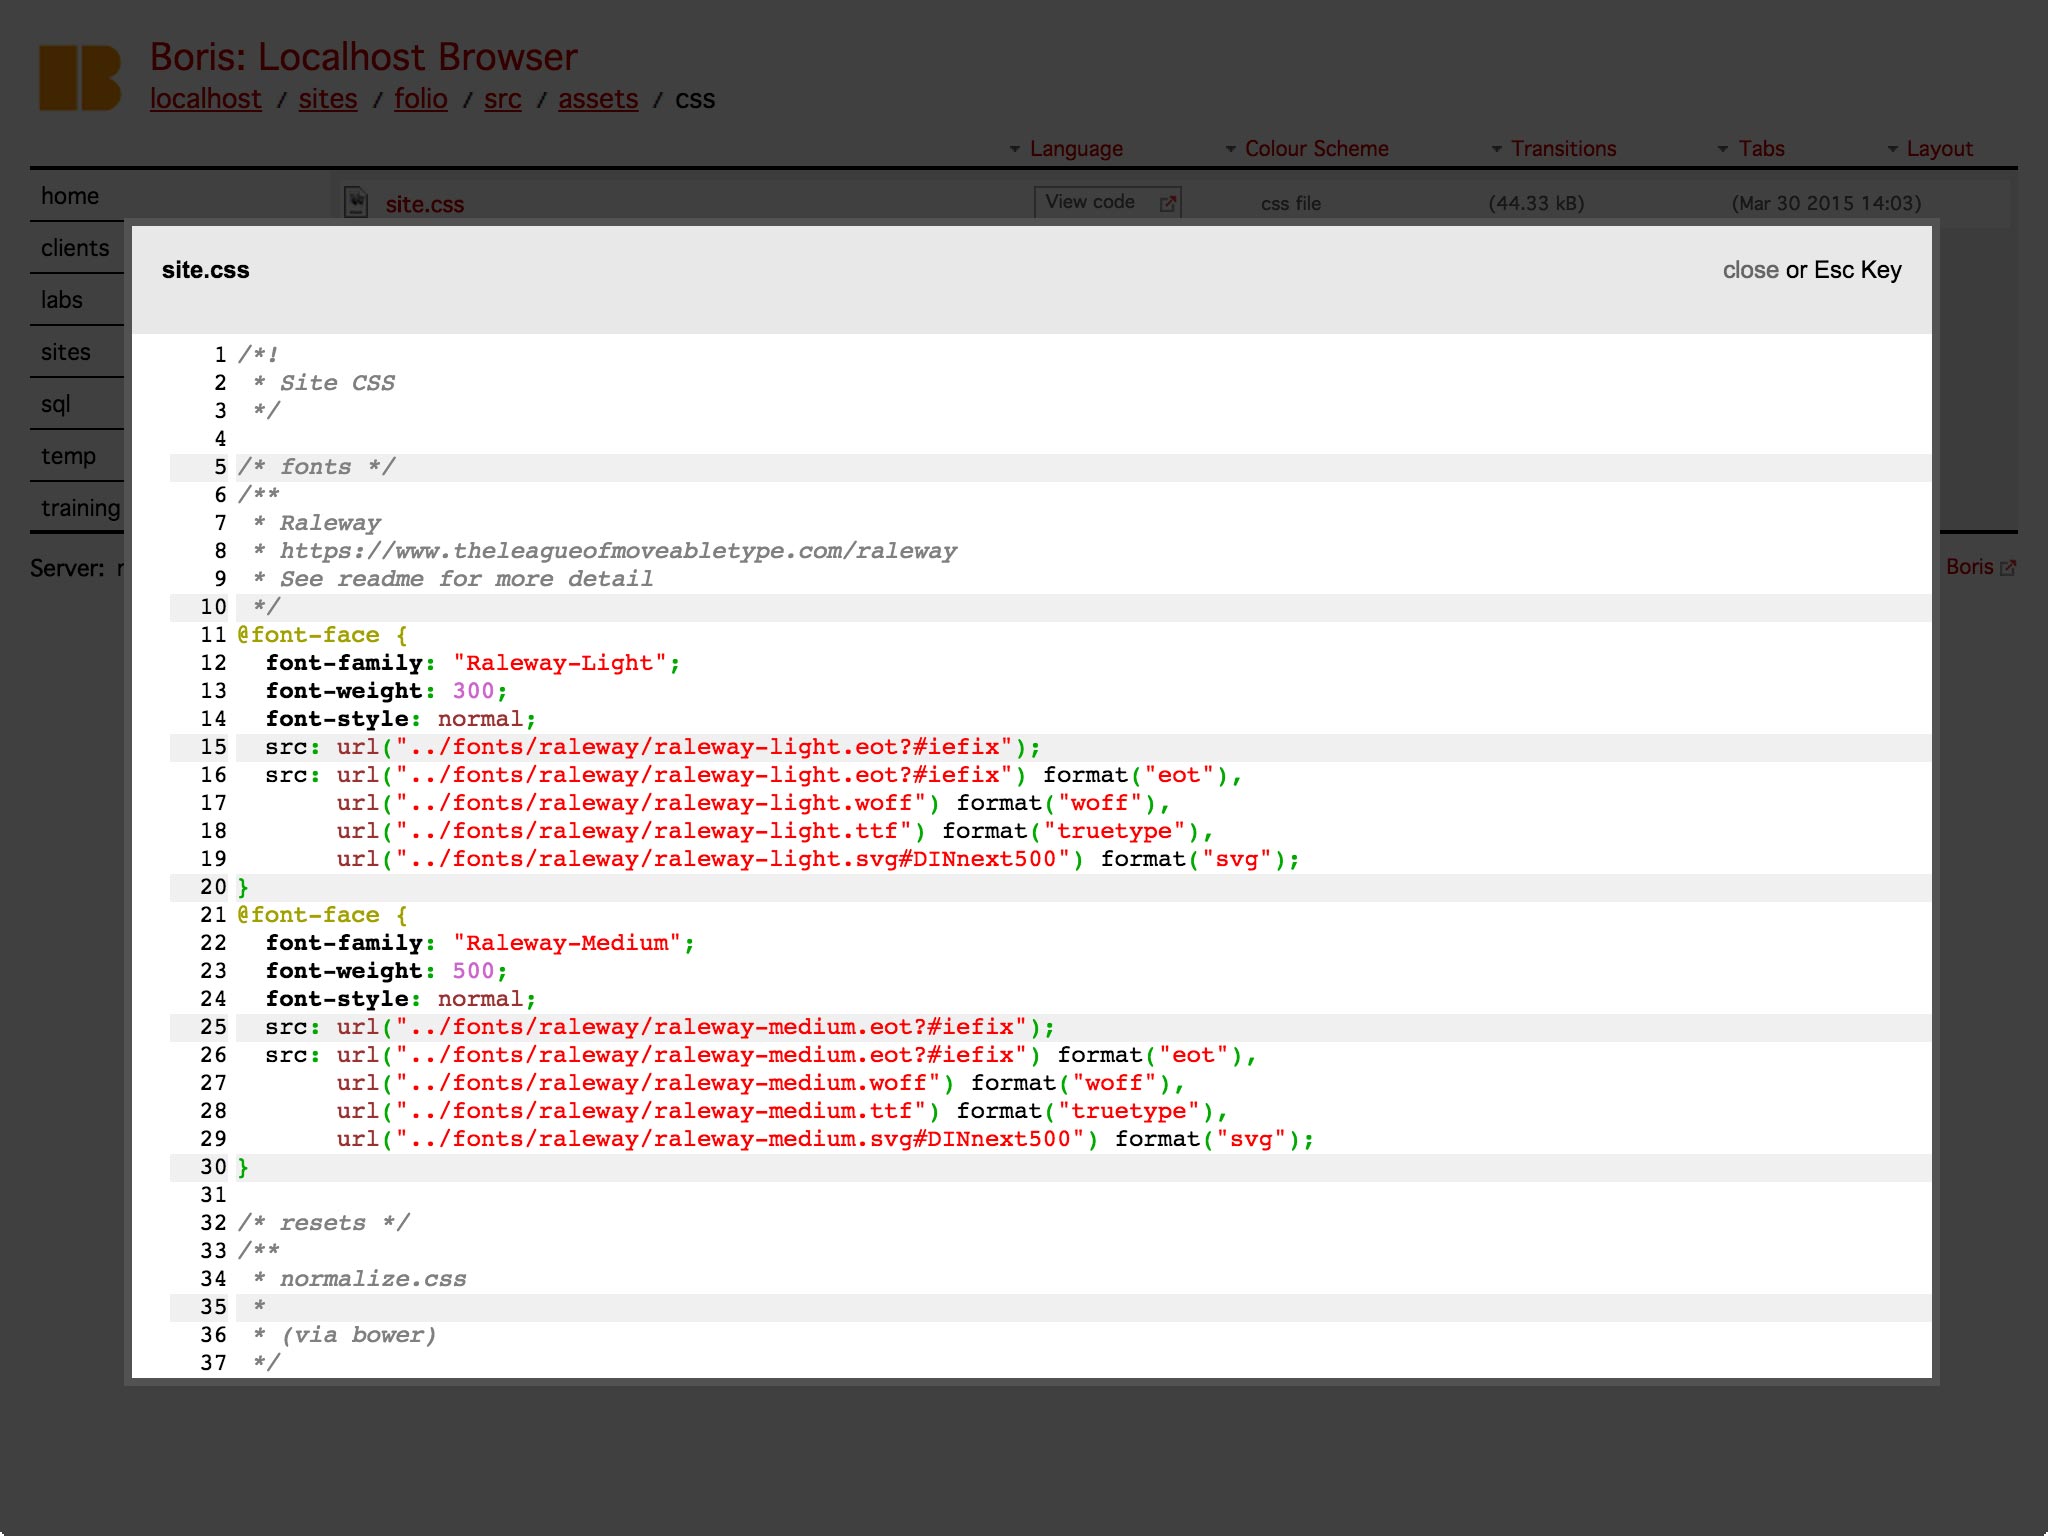 Boris: Localhost Browser
localhost / sites / folio / src / assets / css
Language Colour Scheme Transitions Tabs Layout
home
site.css View code css file (44.33 kB) (Mar 30 2015 14:03)
clients
labs
sites
sql
temp
training
Server:
Boris
site.css close or Esc Key
1 /*!
2  * Site CSS
3  */
4
5 /* fonts */
6 /**
7  * Raleway
8  * https://www.theleagueofmoveabletype.com/raleway
9  * See readme for more detail
10  */
11 @font-face {
12   font-family: "Raleway-Light";
13   font-weight: 300;
14   font-style: normal;
15   src: url("../fonts/raleway/raleway-light.eot?#iefix");
16   src: url("../fonts/raleway/raleway-light.eot?#iefix") format("eot"),
17        url("../fonts/raleway/raleway-light.woff") format("woff"),
18        url("../fonts/raleway/raleway-light.ttf") format("truetype"),
19        url("../fonts/raleway/raleway-light.svg#DINnext500") format("svg");
20 }
21 @font-face {
22   font-family: "Raleway-Medium";
23   font-weight: 500;
24   font-style: normal;
25   src: url("../fonts/raleway/raleway-medium.eot?#iefix");
26   src: url("../fonts/raleway/raleway-medium.eot?#iefix") format("eot"),
27        url("../fonts/raleway/raleway-medium.woff") format("woff"),
28        url("../fonts/raleway/raleway-medium.ttf") format("truetype"),
29        url("../fonts/raleway/raleway-medium.svg#DINnext500") format("svg");
30 }
31
32 /* resets */
33 /**
34  * normalize.css
35  *
36  * (via bower)
37  */